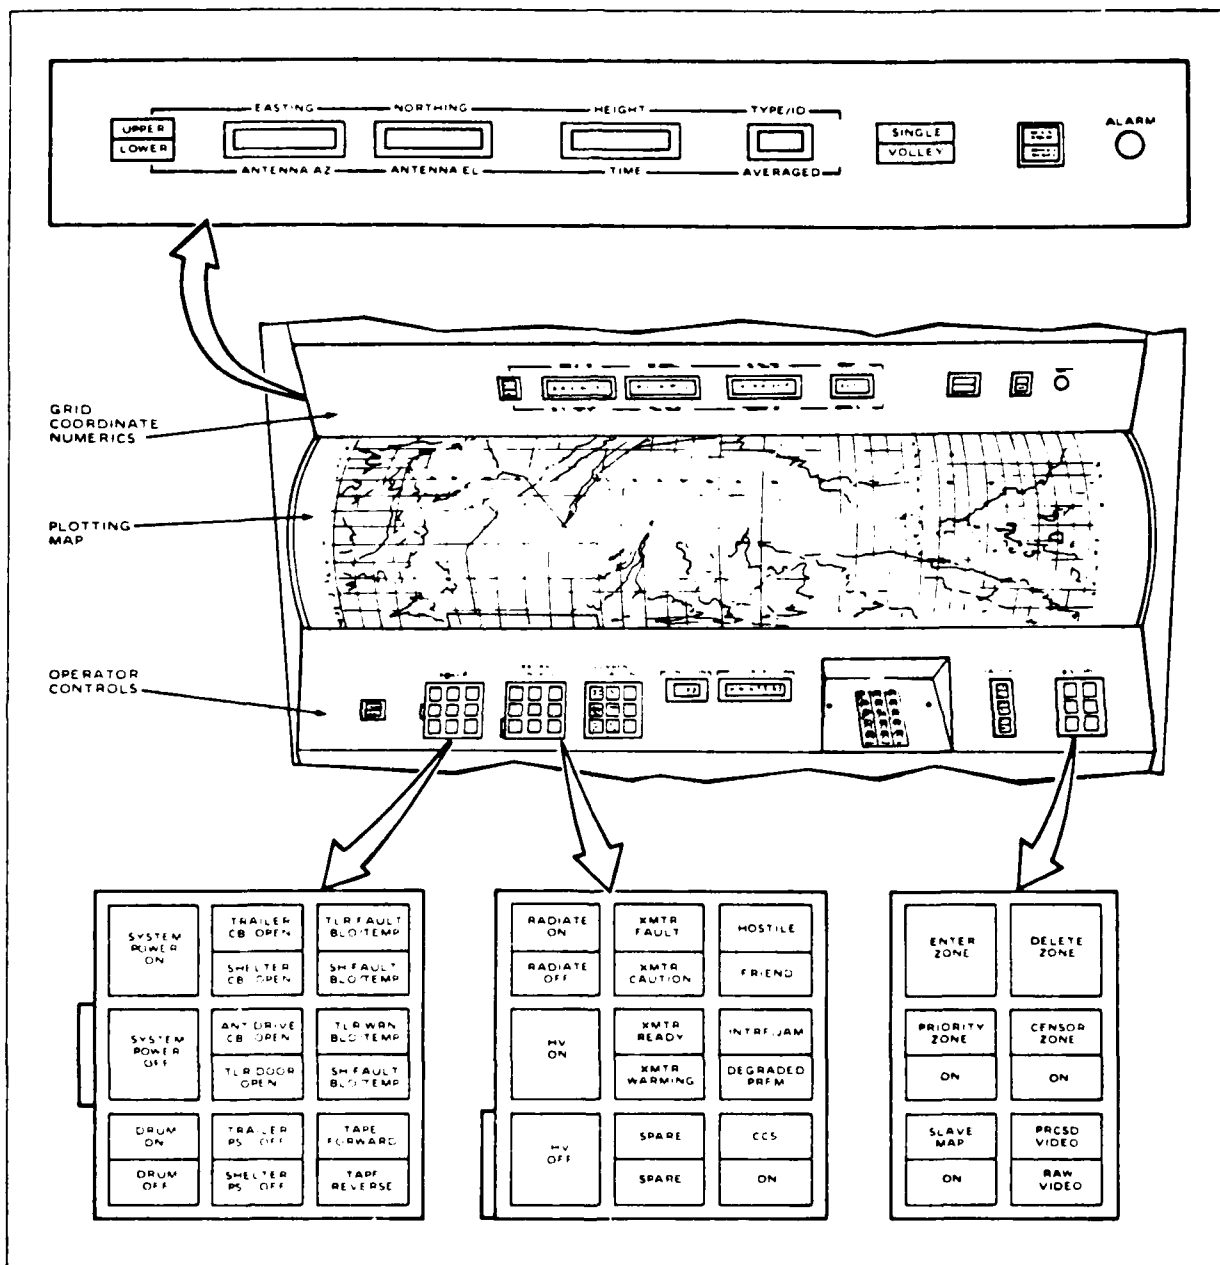 EASTING
NORTHING
HEIGHT
TYPE/ID
UPPER
LOWER
SINGLE
VOLLEY
ALARM
ANTENNA AZ
ANTENNA EL
TIME
AVERAGED
GRID
COORDINATE
NUMERICS
PLOTTING
MAP
OPERATOR
CONTROLS
SYSTEM
POWER
ON
TRAILER
CB OPEN
TLR FAULT
BLO/TEMP
SHELTER
CB OPEN
SH FAULT
BLO/TEMP
SYSTEM
POWER
OFF
ANT DRIVE
CB OPEN
TLR WRN
BLO/TEMP
TLR DOOR
OPEN
SH FAULT
BLO/TEMP
DRUM
ON
TRAILER
PS OFF
TAPE
FORWARD
DRUM
OFF
SHELTER
PS OFF
TAPE
REVERSE
RADIATE
ON
XMTR
FAULT
HOSTILE
RADIATE
OFF
XMTR
CAUTION
FRIEND
HV
ON
XMTR
READY
INTRF/JAM
XMTR
WARMING
DEGRADED
PRFM
HV
OFF
SPARE
CCS
SPARE
ON
ENTER
ZONE
DELETE
ZONE
PRIORITY
ZONE
CENSOR
ZONE
ON
ON
SLAVE
MAP
PRCSD
VIDEO
ON
RAW
VIDEO